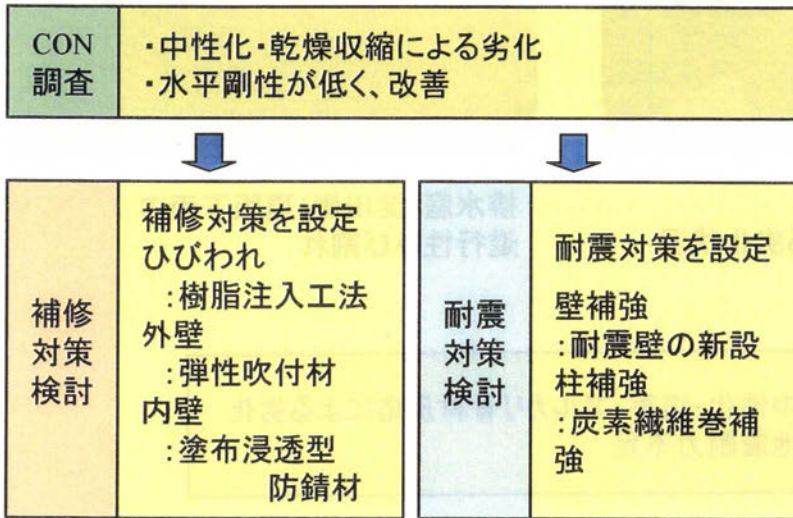 CON
調査
・中性化・乾燥収縮による劣化
・水平剛性が低く、改善
補修
対策
検討
補修対策を設定
ひびわれ
:樹脂注入工法
外壁
:弾性吹付材
内壁
:塗布浸透型
防錆材
耐震
対策
検討
耐震対策を設定
壁補強
:耐震壁の新設
柱補強
:炭素繊維巻補
強